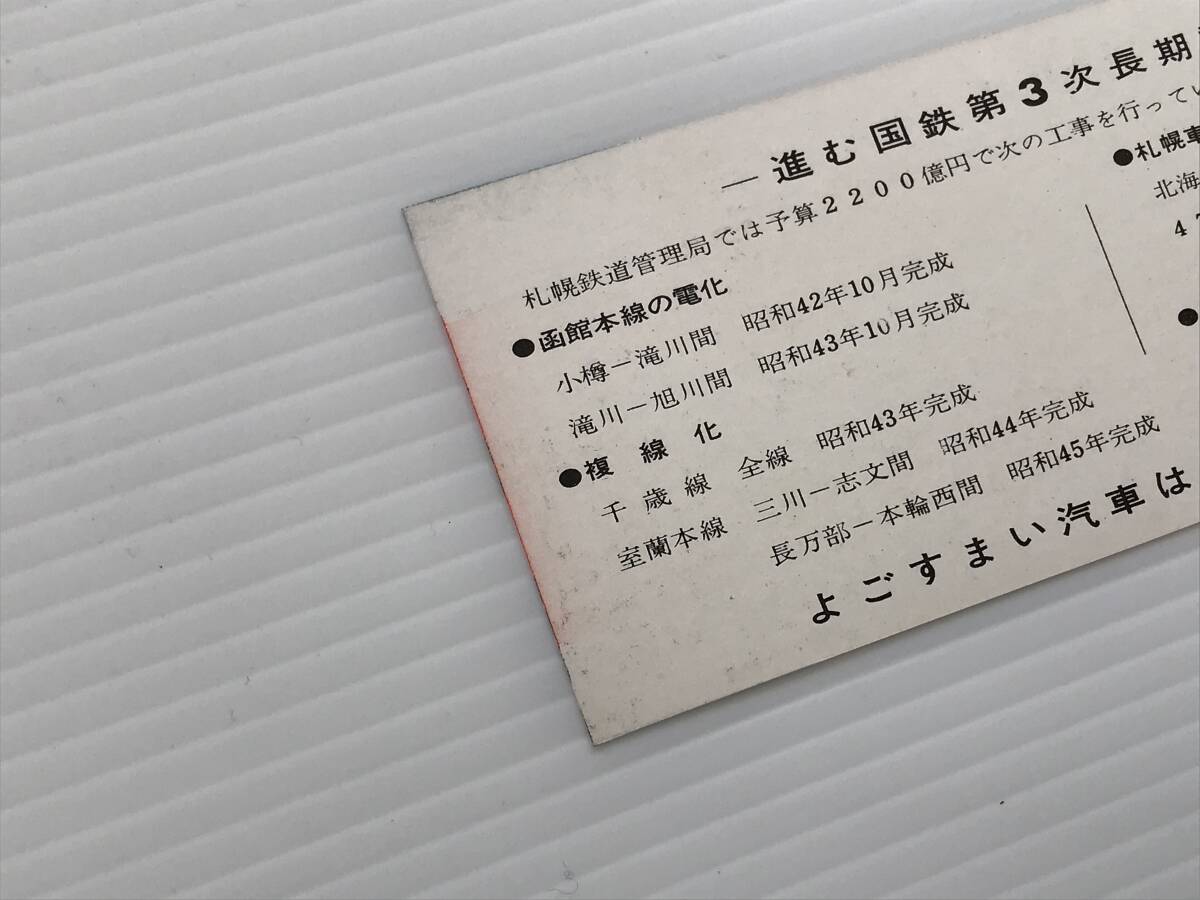 ―進む国鉄第3次長期
札幌鉄道管理局では予算2200億円で次の工事を行ってい
●函館本線の電化
小樽―滝川間 昭和42年10月完成
滝川―旭川間 昭和43年10月完成
●複線化
千歳線 全線 昭和43年完成
室蘭本線 三川―志文間 昭和44年完成
長万部―本輪西間 昭和45年完成
よごすまい汽車は
●札幌車
北海
4
●